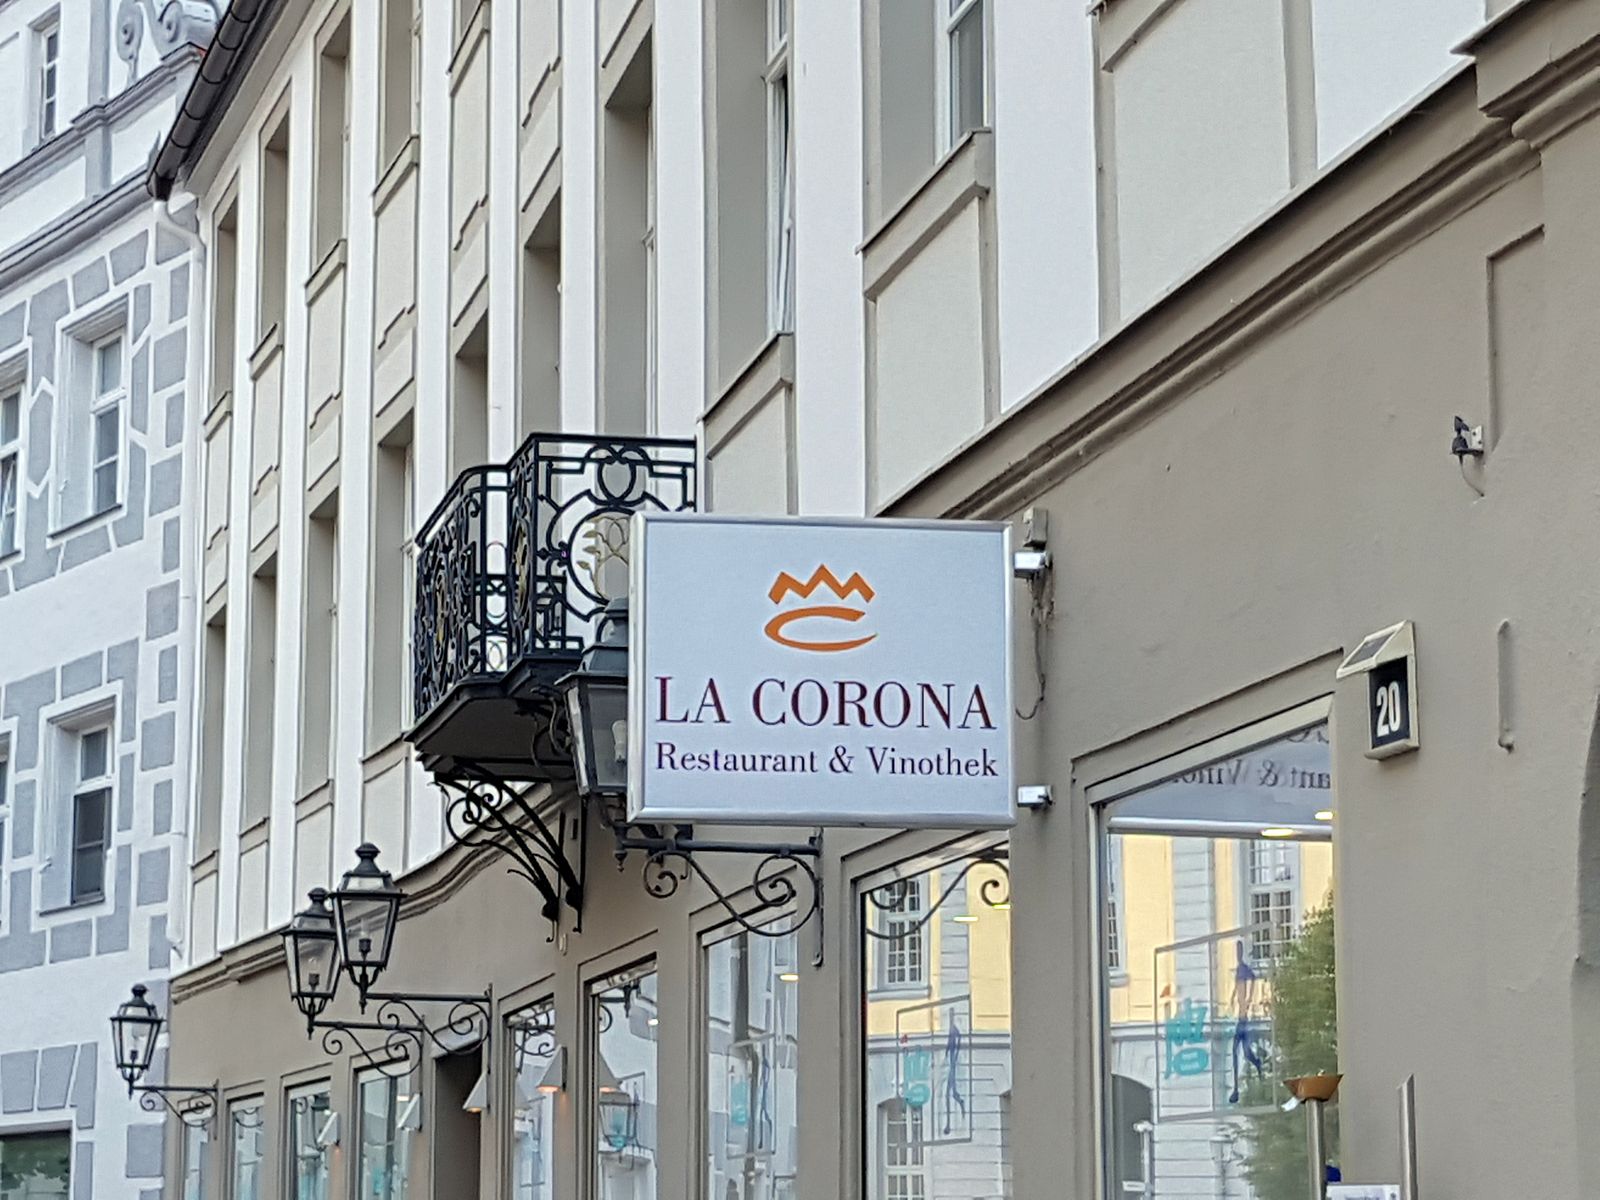 LA CORONA
Restaurant & Vinothek
20